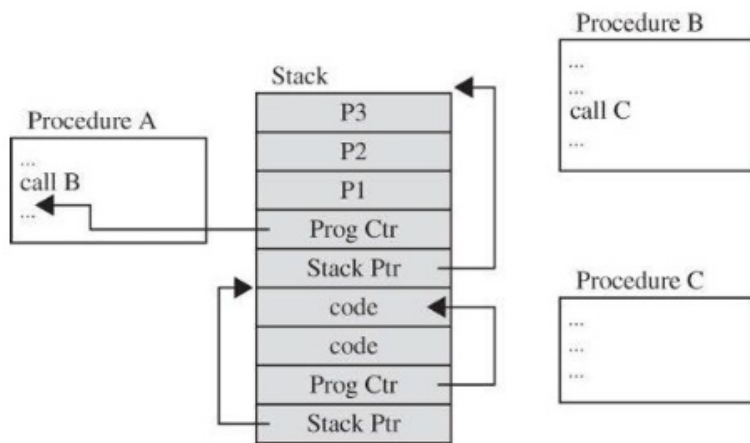 Procedure B
...
...
call C
...
Stack
P3
P2
P1
Prog Ctr
Stack Ptr
code
code
Prog Ctr
Stack Ptr
Procedure A
...
call B
...
Procedure C
...
...
...